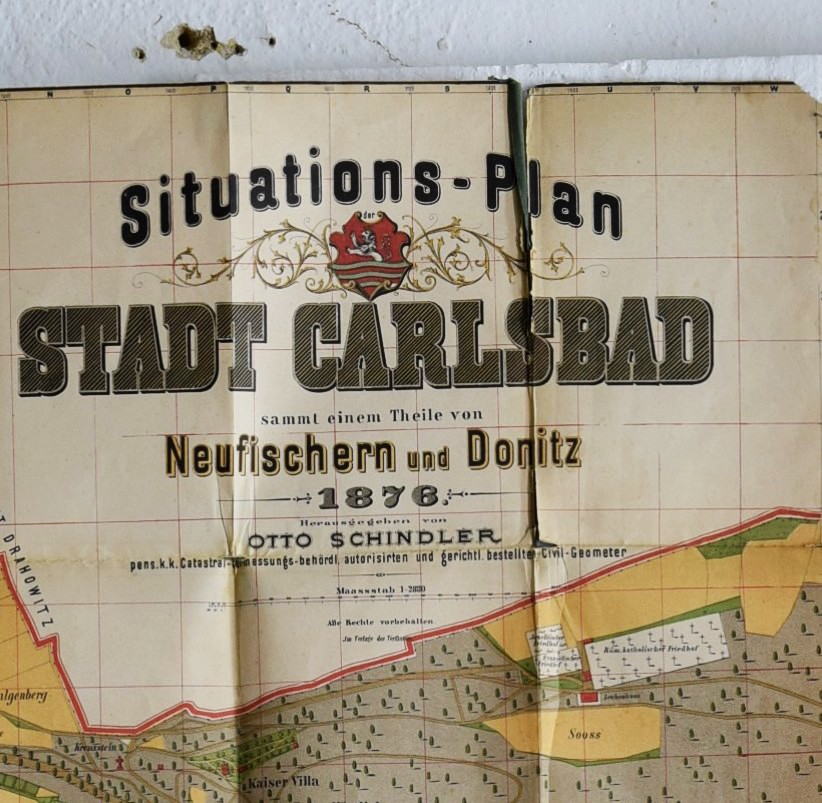 N O P Q R S U V W
Situations-Plan
der
STADT CARLSBAD
sammt einem Theile von
Neufischern und Donitz
1876.
Herausgegeben von
OTTO SCHINDLER
pens. k.k. Catastral- behördl. autorisirten und gerichtl. bestellter Civil-Geometer
Maassstab 1-2880
Alle Rechte vorbehalten.
Im Verlage des Verfassers
DRAHOWITZ
Röm. katholischer Friedhof
Leichenhaus
Sooss
Kreuzstein
Kaiser Villa